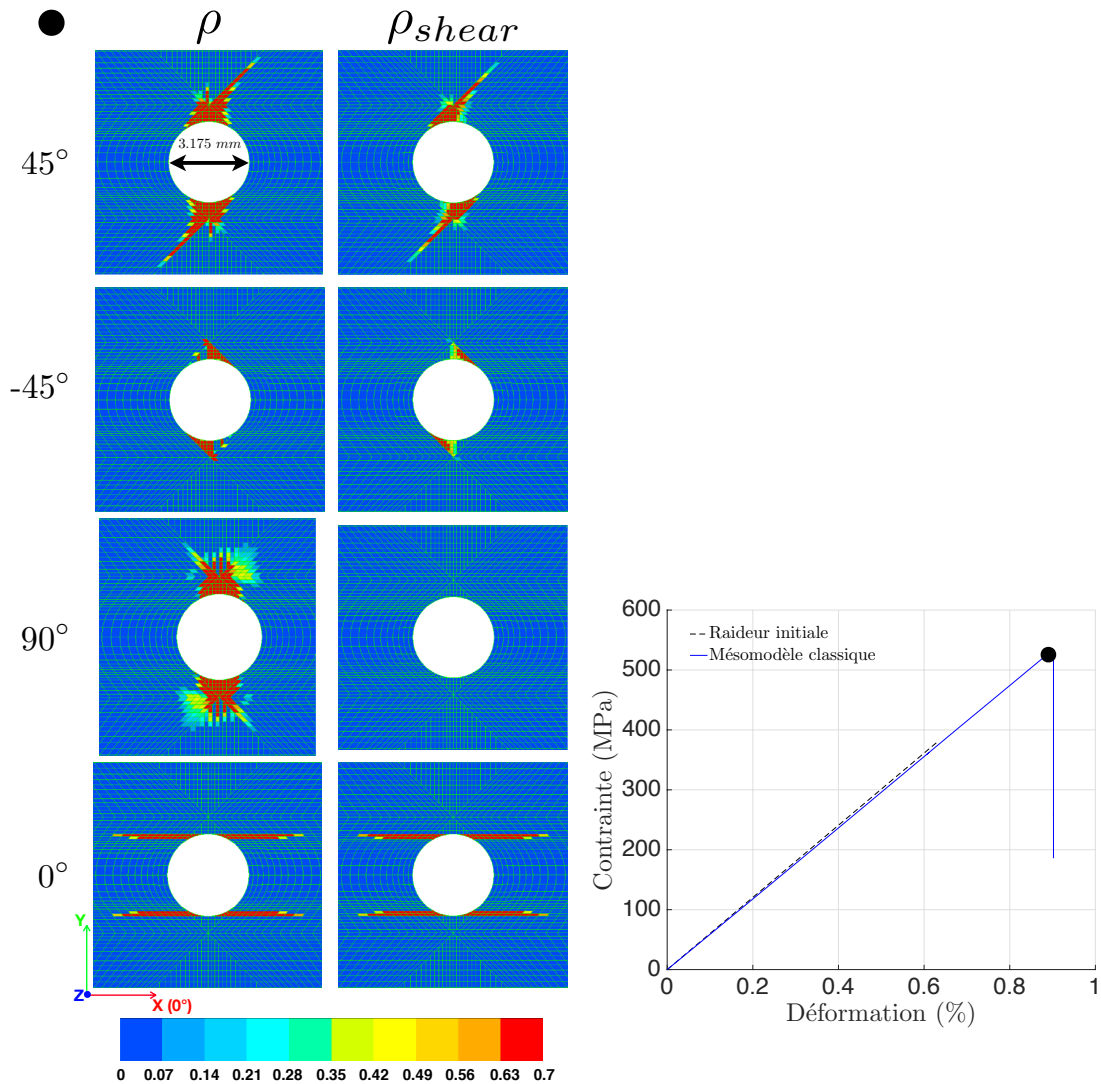 ρ
ρshear
45°
3.175 mm
-45°
90°
0°
Y
Z
X (0°)
0 0.07 0.14 0.21 0.28 0.35 0.42 0.49 0.56 0.63 0.7
600
500
400
300
200
100
0
Contrainte (MPa)
Raideur initiale
Mésomodèle classique
0 0.2 0.4 0.6 0.8 1
Déformation (%)